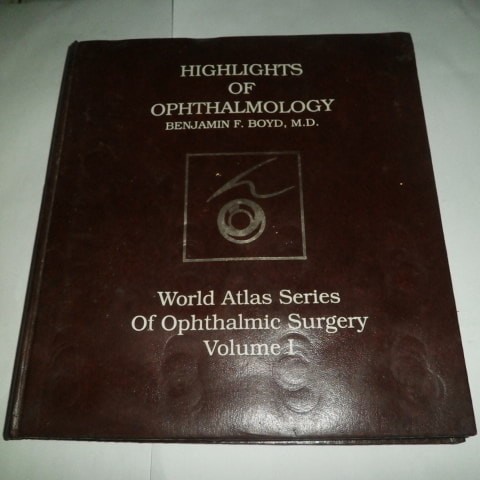 HIGHLIGHTS
OF
OPHTHALMOLOGY
BENJAMIN F. BOYD, M.D.
World Atlas Series
Of Ophthalmic Surgery
Volume I